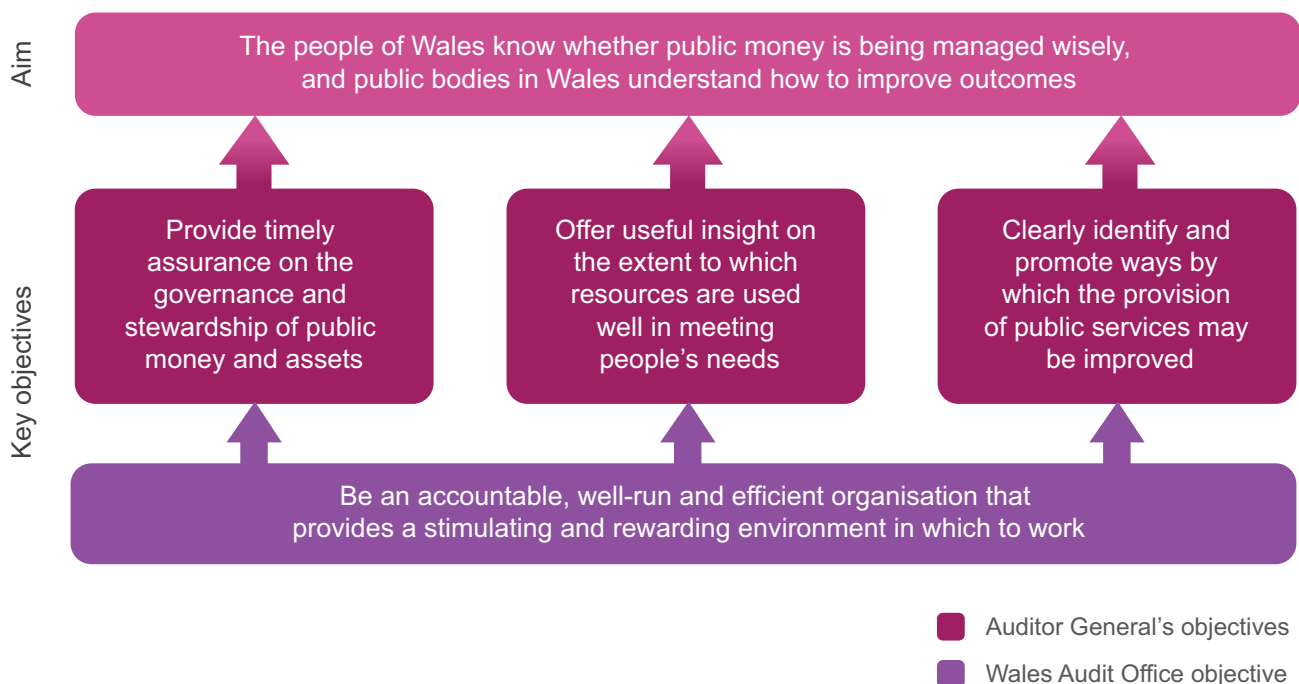 Aim
The people of Wales know whether public money is being managed wisely,
and public bodies in Wales understand how to improve outcomes
Key objectives
Provide timely
assurance on the
governance and
stewardship of public
money and assets
Offer useful insight on
the extent to which
resources are used
well in meeting
people’s needs
Clearly identify and
promote ways by
which the provision
of public services may
be improved
Be an accountable, well-run and efficient organisation that
provides a stimulating and rewarding environment in which to work
Auditor General’s objectives
Wales Audit Office objective